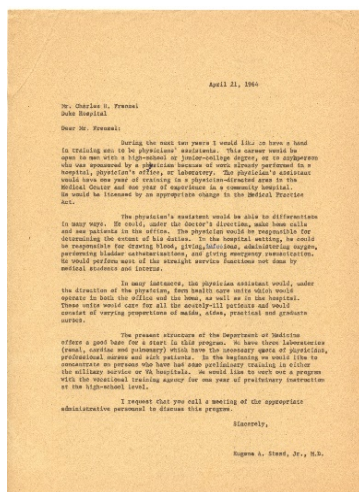 April 21, 1964
Mr. Charles D. Frenzel
Duke Hospital
Dear Mr. Frenzel:
During the next ten years I would like to have a hand
in training men to be physicians' assistants. This career would be
open to men with a high-school or junior-college degree, or to anyperson
who was sponsored by a physician because of work already performed in a
hospital, physician's office, or laboratory. The physician's assistant
would have one year of training in a physician-directed area in the
Medical Center and one year of experience in a community hospital.
He would be licensed by an appropriate change in the Medical Practice
Act.
The physician's assistant would be able to differentiate
in many ways. He could, under the doctor's direction, make home calls
and see patients in the office. The physician would be responsible for
determining the extent of his duties. In the hospital setting, he could
be responsible for drawing blood, giving infusions, administering oxygen,
performing bladder catheterizations, and giving emergency resuscitation.
He would perform most of the straight service functions not done by
medical students and interns.
In many instances, the physician assistant would, under
the direction of the physician, form health care units which would
operate in both the office and the home, as well as in the hospital.
These units would care for all the acutely-ill patients and would
consist of varying proportions of maids, aides, practical and graduate
nurses.
The present structure of the Department of Medicine
offers a good base for a start in this program. We have three laboratories
(renal, cardiac and pulmonary) which have the necessary cadre of physicians,
professional nurses and sick patients. In the beginning we would like to
concentrate on persons who have had some preliminary training in either
the military service or VA hospitals. We would like to work out a program
with the vocational training agency for one year of preliminary instruction
at the high-school level.
I request that you call a meeting of the appropriate
administrative personnel to discuss this program.
Sincerely,
Eugene A. Stead, Jr., M.D.